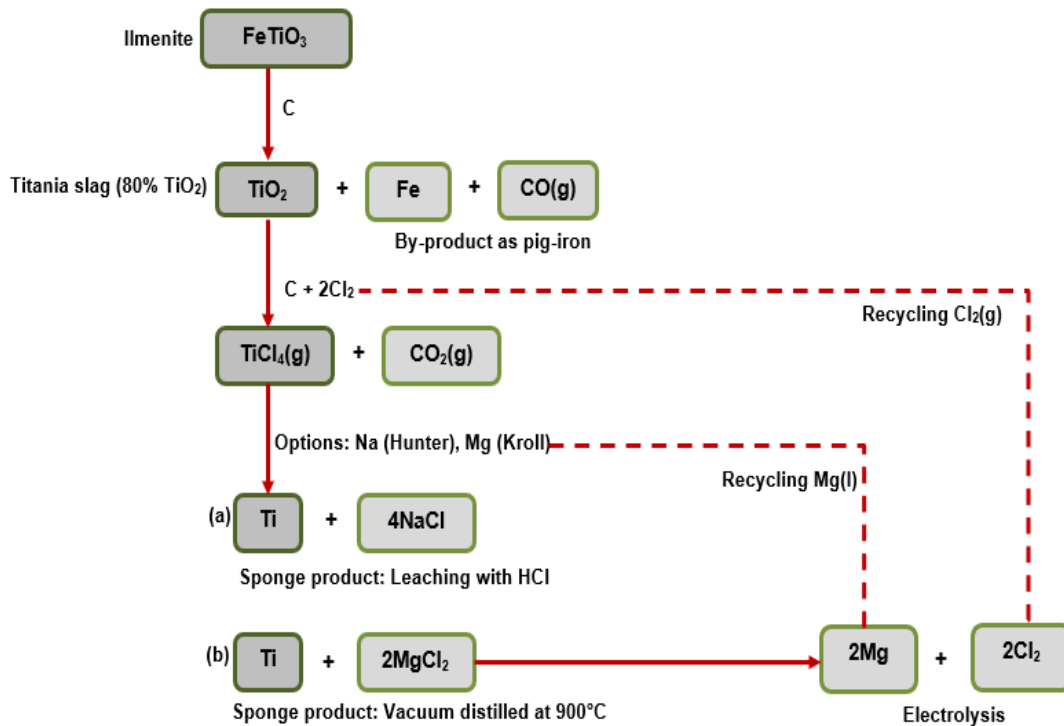 Ilmenite FeTiO₃
C
Titania slag (80% TiO₂) TiO₂ + Fe + CO(g)
By-product as pig-iron
C + 2Cl₂
Recycling Cl₂(g)
TiCl₄(g) + CO₂(g)
Options: Na (Hunter), Mg (Kroll)
Recycling Mg(l)
(a) Ti + 4NaCl
Sponge product: Leaching with HCl
(b) Ti + 2MgCl₂ 2Mg + 2Cl₂
Sponge product: Vacuum distilled at 900°C Electrolysis